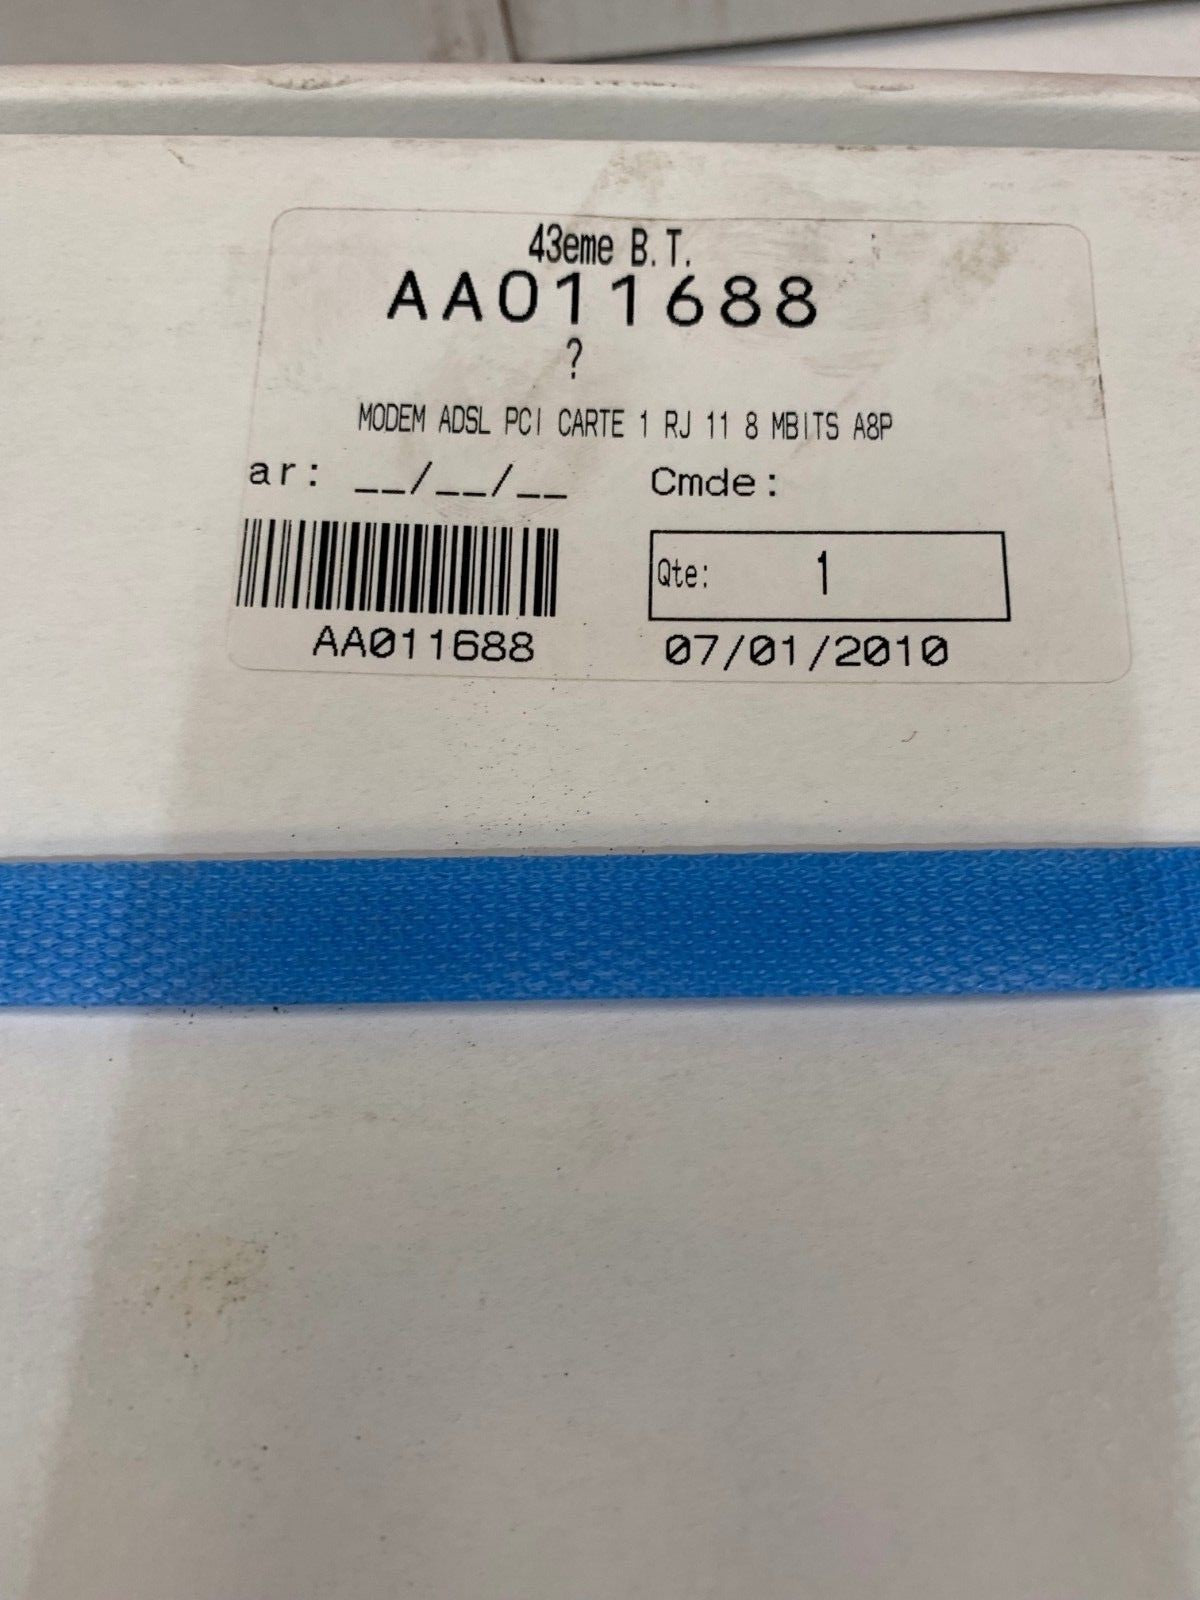 43eme B.T.
AA011688
?
MODEM ADSL PCI CARTE 1 RJ 11 8 MBITS A8P
ar: __/__/__ Cmde:
Qte: 1
AA011688 07/01/2010